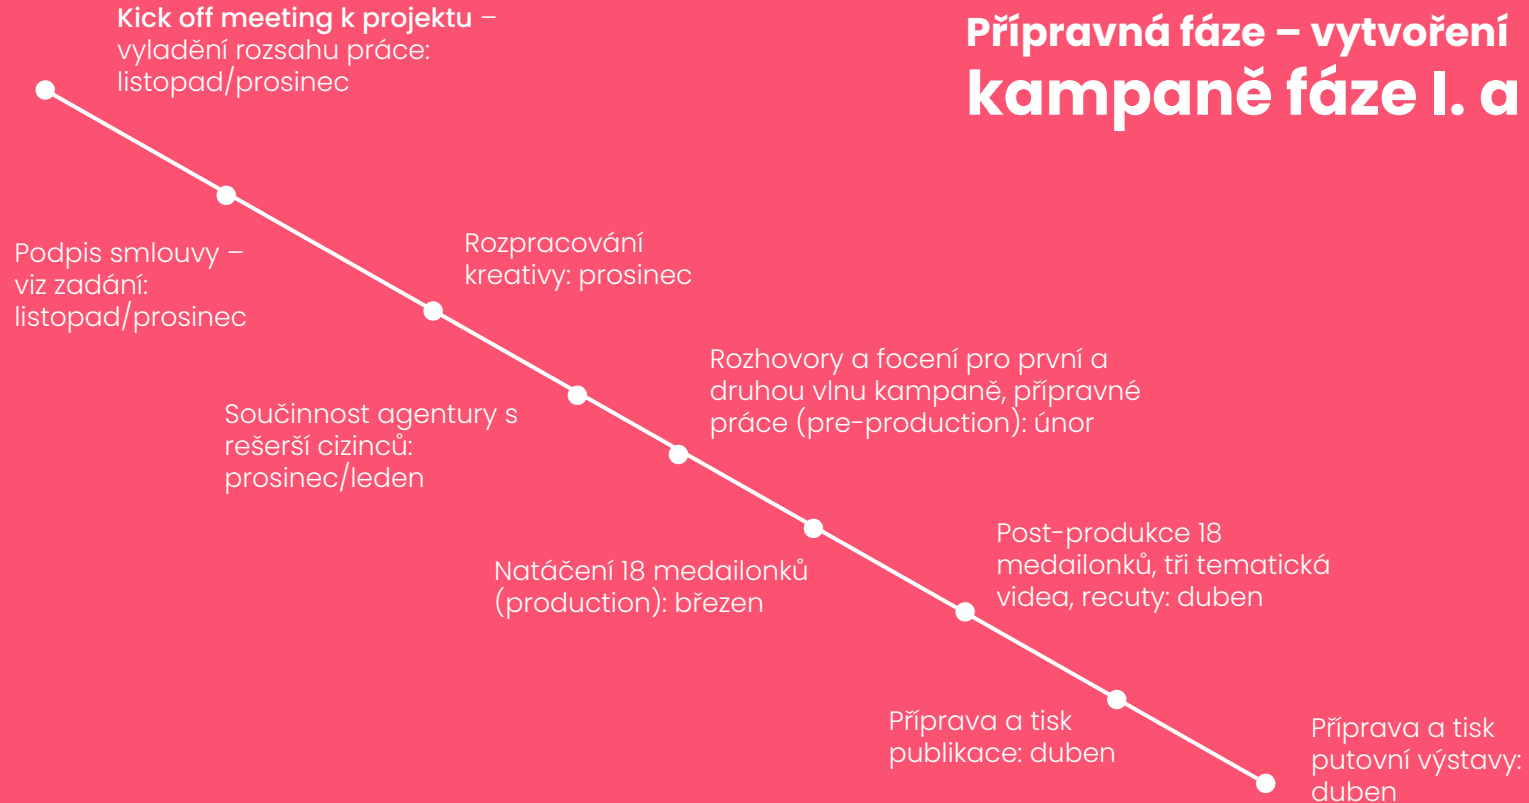 Kick off meeting k projektu –
vyladění rozsahu práce:
listopad/prosinec
Přípravná fáze – vytvoření
kampaně fáze I. a
Podpis smlouvy –
viz zadání:
listopad/prosinec
Rozpracování
kreativy: prosinec
Součinnost agentury s
rešerší cizinců:
prosinec/leden
Rozhovory a focení pro první a
druhou vlnu kampaně, přípravné
práce (pre-production): únor
Natáčení 18 medailonků
(production): březen
Post-produkce 18
medailonků, tři tematická
videa, recuty: duben
Příprava a tisk
publikace: duben
Příprava a tisk
putovní výstavy:
duben